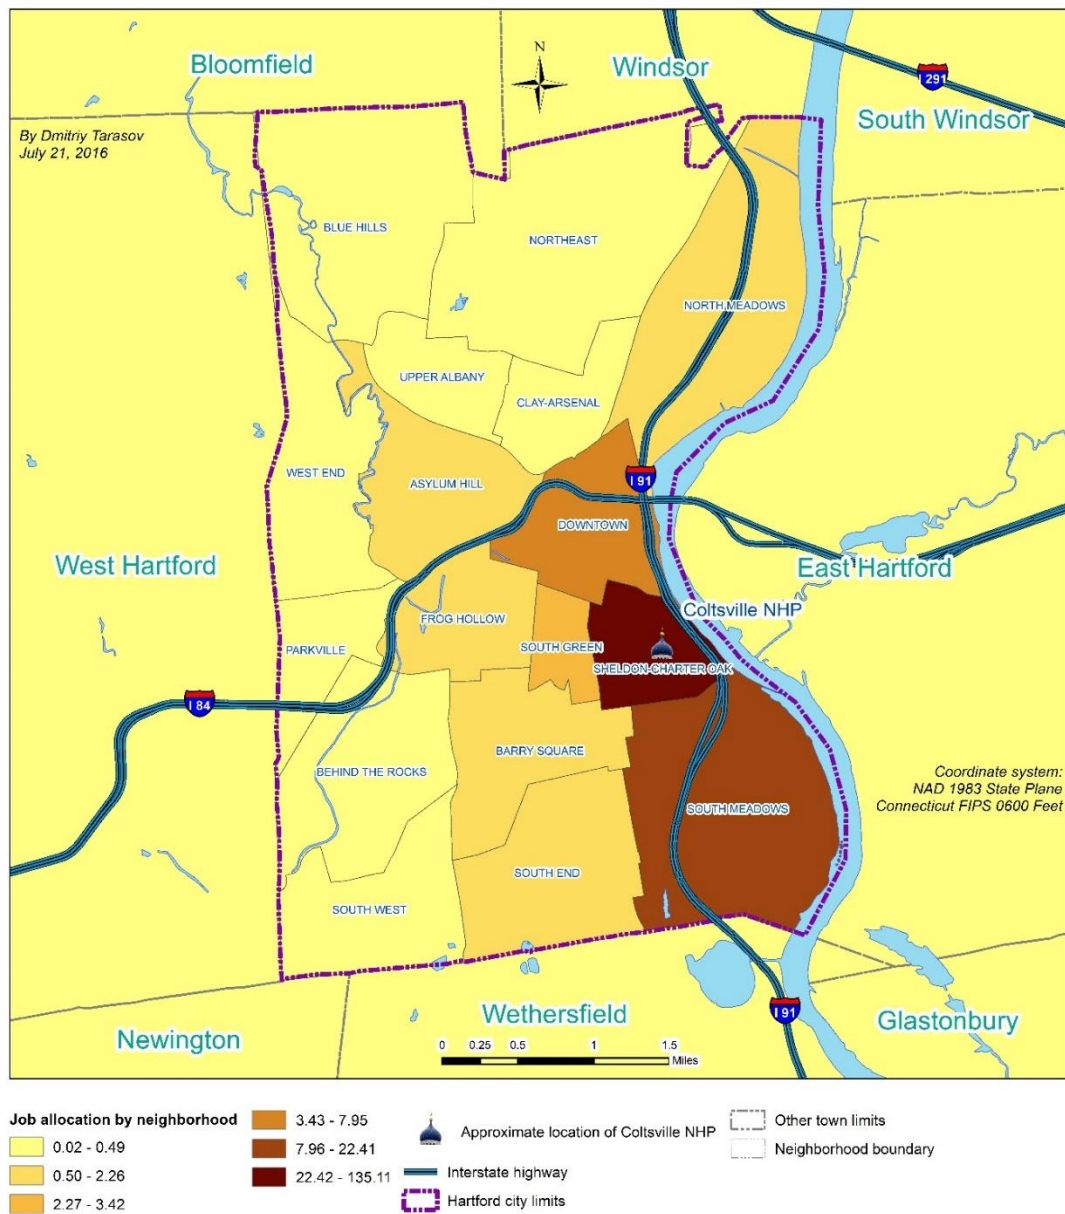 Bloomfield
N
Windsor
I 291
South Windsor
By Dmitriy Tarasov
July 21, 2016
BLUE HILLS
NORTHEAST
NORTH MEADOWS
UPPER ALBANY
CLAY-ARSENAL
WEST END
ASYLUM HILL
I 91
DOWNTOWN
West Hartford
East Hartford
Coltsville NHP
FROG HOLLOW
SOUTH GREEN
PARKVILLE
SHELDON-CHARTER OAK
I 84
BARRY SQUARE
BEHIND THE ROCKS
Coordinate system:
NAD 1983 State Plane
Connecticut FIPS 0600 Feet
SOUTH MEADOWS
SOUTH END
SOUTH WEST
I 91
Wethersfield
Glastonbury
Newington
0 0.25 0.5 1 1.5
Miles
Job allocation by neighborhood
0.02 - 0.49
0.50 - 2.26
2.27 - 3.42
3.43 - 7.95
7.96 - 22.41
22.42 - 135.11
Approximate location of Coltsville NHP
Interstate highway
Hartford city limits
Other town limits
Neighborhood boundary